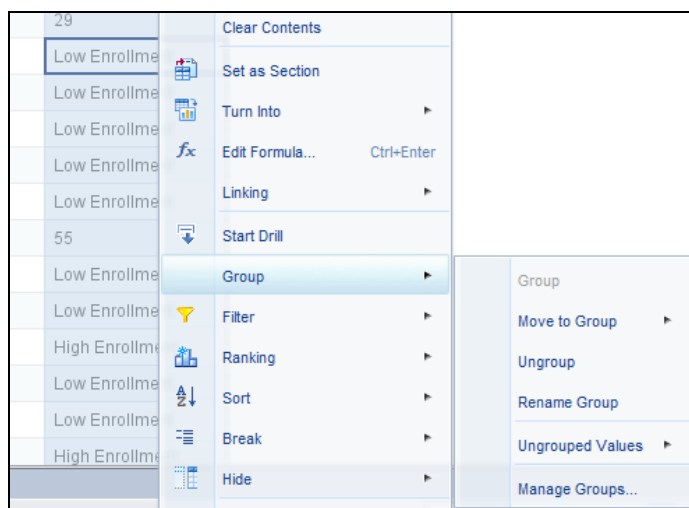 29
Low Enrollme
Low Enrollme
Low Enrollme
Low Enrollme
Low Enrollme
55
Low Enrollme
Low Enrollme
High Enrollme
Low Enrollme
Low Enrollme
High Enrollme
Clear Contents
Set as Section
Turn Into
fx Edit Formula... Ctrl+Enter
Linking
Start Drill
Group
Filter
Ranking
A Z Sort
Break
Hide
Group
Move to Group
Ungroup
Rename Group
Ungrouped Values
Manage Groups...